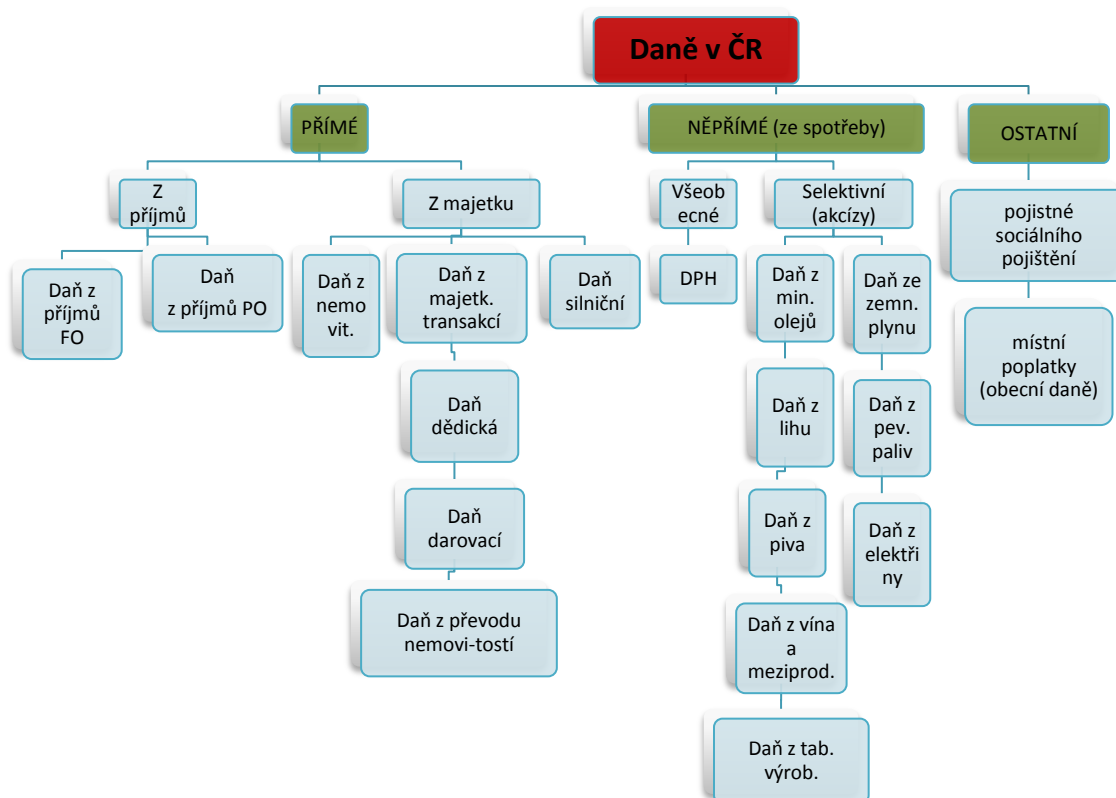 Daně v ČR
PŘÍMÉ
NĚPŘÍMÉ (ze spotřeby)
OSTATNÍ
Z
příjmů
Z majetku
Všeob
ecné
Selektivní
(akcízy)
pojistné
sociálního
pojištění
Daň z
příjmů
FO
Daň
z příjmů PO
Daň z
nemo
vit.
Daň z
majetk.
transakcí
Daň
silniční
DPH
Daň z
min.
olejů
Daň ze
zemn.
plynu
místní
poplatky
(obecní daně)
Daň
dědická
Daň z
lihu
Daň z
pev.
paliv
Daň
darovací
Daň z
piva
Daň z
elektři
ny
Daň z převodu
nemovi-tostí
Daň z vína
a
meziprod.
Daň z tab.
výrob.